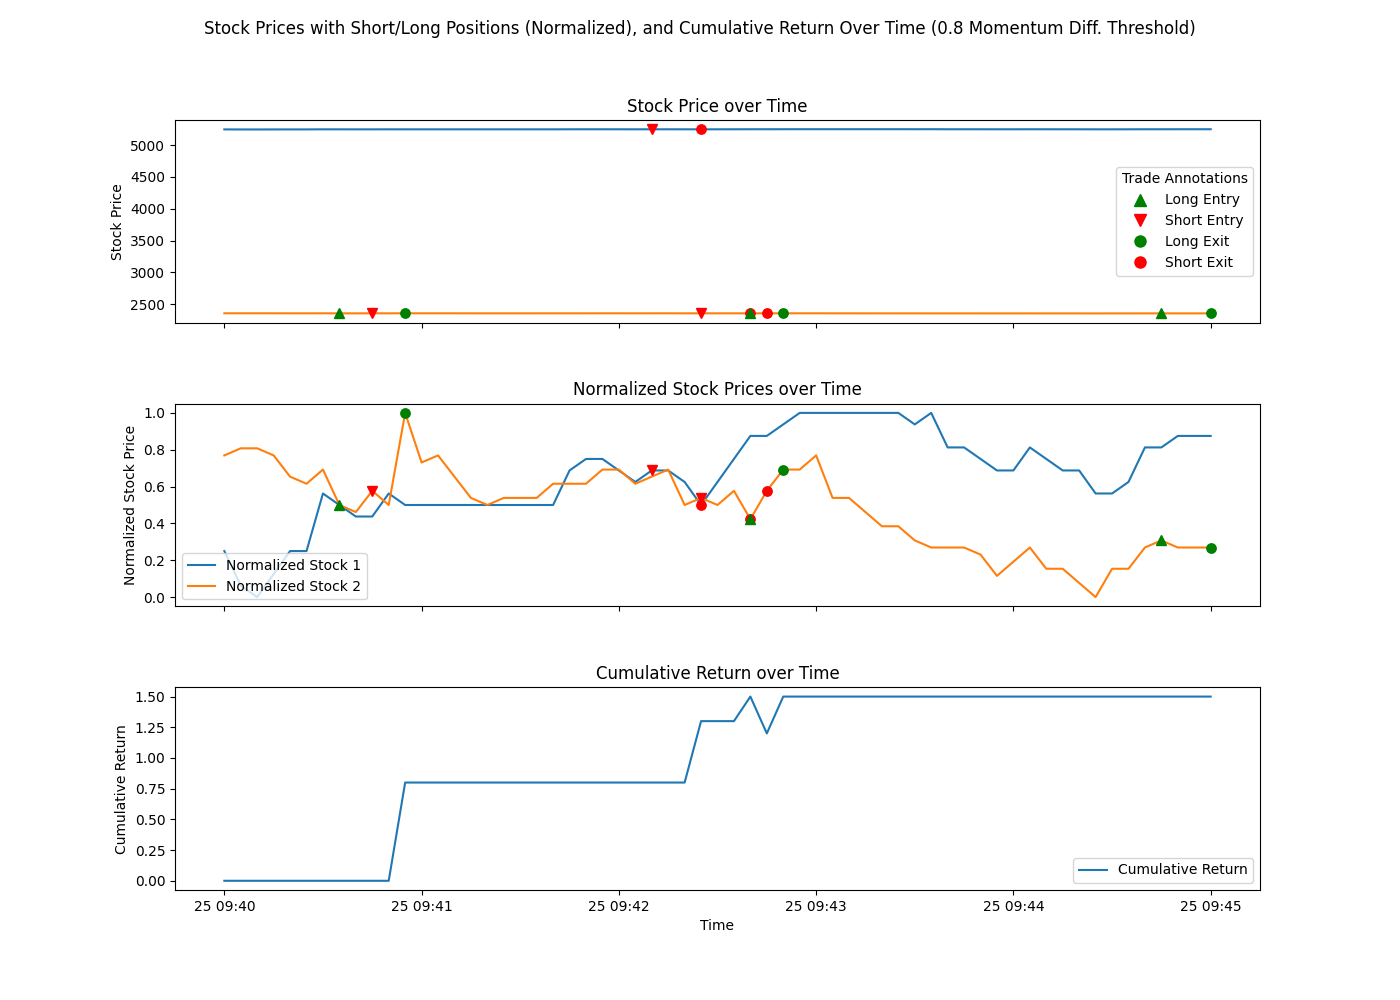 Stock Prices with Short/Long Positions (Normalized), and Cumulative Return Over Time (0.8 Momentum Diff. Threshold)
Stock Price over Time
Stock Price
5000
4500
4000
3500
3000
2500
Trade Annotations
Long Entry
Short Entry
Long Exit
Short Exit
Normalized Stock Prices over Time
Normalized Stock Price
1.0
0.8
0.6
0.4
0.2
0.0
Normalized Stock 1
Normalized Stock 2
Cumulative Return over Time
Cumulative Return
1.50
1.25
1.00
0.75
0.50
0.25
0.00
Cumulative Return
25 09:40 25 09:41 25 09:42 25 09:43 25 09:44 25 09:45
Time